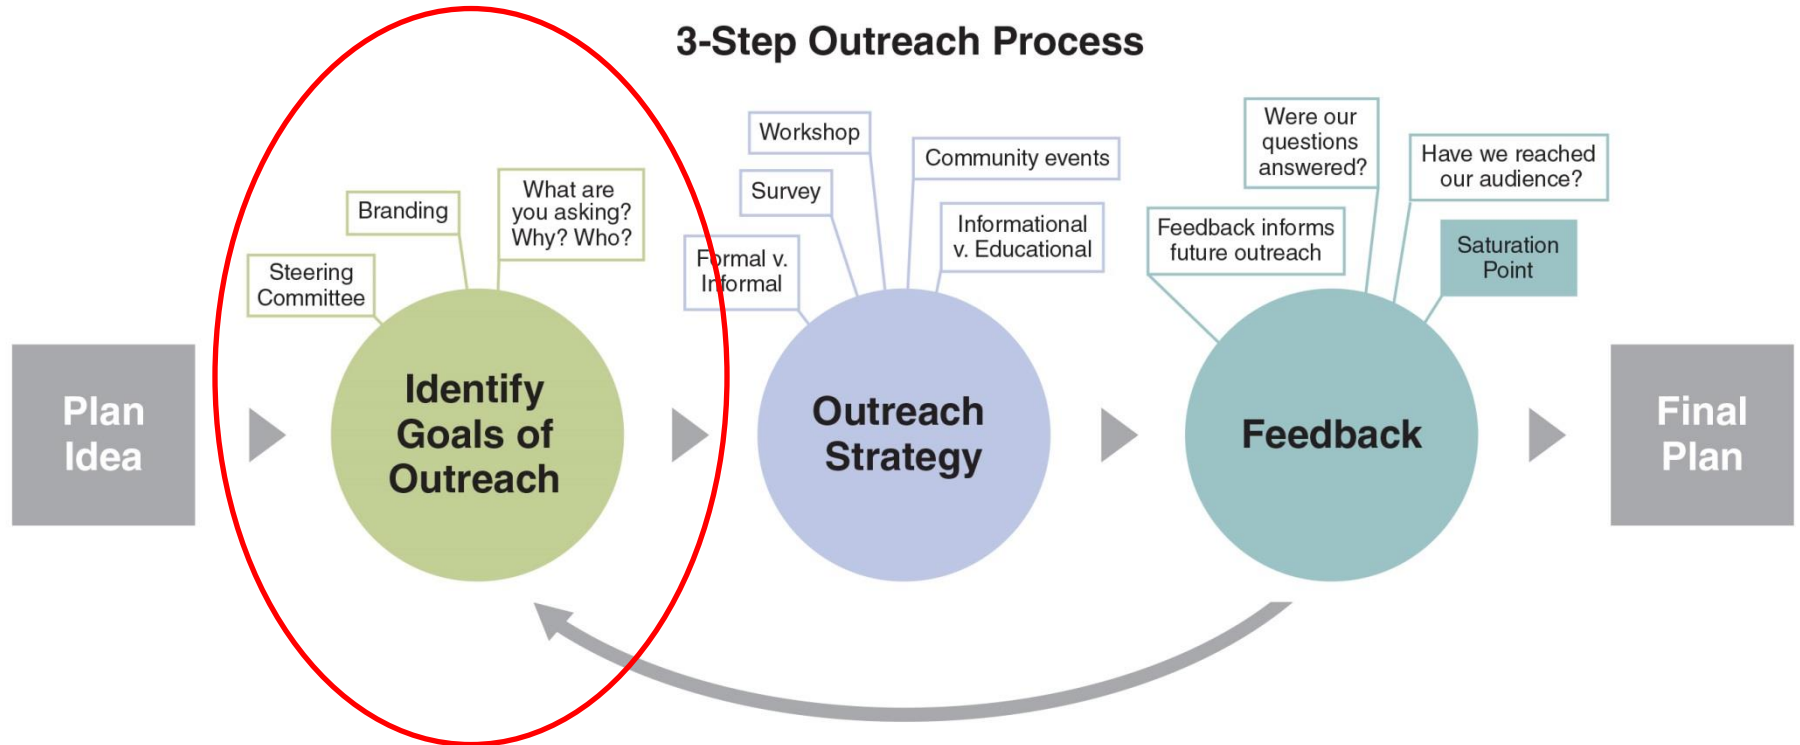 3-Step Outreach Process
Plan
Idea
Steering
Committee
Branding
What are
you asking?
Why? Who?
Identify
Goals of
Outreach
Formal v.
Informal
Survey
Workshop
Community events
Informational
v. Educational
Outreach
Strategy
Feedback informs
future outreach
Were our
questions
answered?
Have we reached
our audience?
Saturation
Point
Feedback
Final
Plan